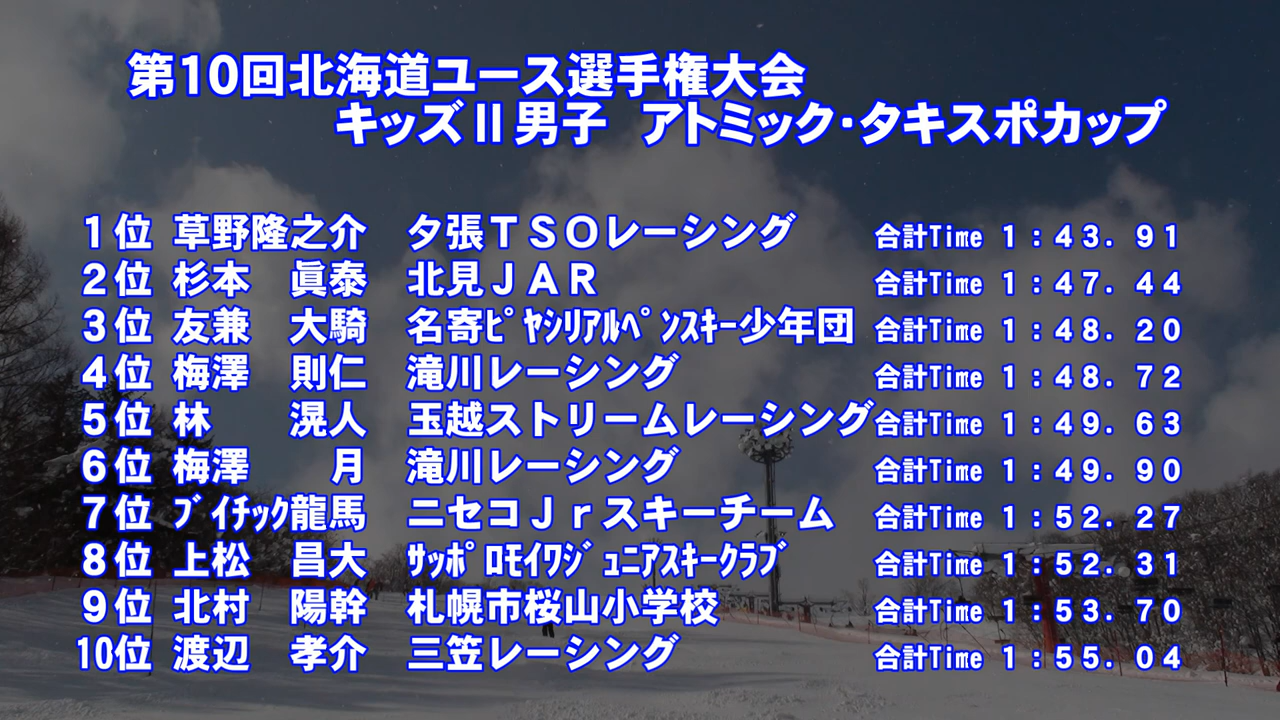 第10回北海道ユース選手権大会
キッズⅡ男子　アトミック・タキスポカップ
１位 草野隆之介　夕張ＴＳＯレーシング　合計Time １：４３．９１
２位 杉本　眞泰　北見ＪＡＲ　合計Time １：４７．４４
３位 友兼　大騎　名寄ﾋﾟﾔｼﾘｱﾙﾍﾟﾝｽｷｰ少年団　合計Time １：４８．２０
４位 梅澤　則仁　滝川レーシング　合計Time １：４８．７２
５位 林　　滉人　玉越ストリームレーシング 合計Time １：４９．６３
６位 梅澤　　月　滝川レーシング　合計Time １：４９．９０
７位 ﾌﾞｲﾁｯｸ龍馬　ニセコＪｒスキーチーム　合計Time １：５２．２７
８位 上松　昌大　ｻｯﾎﾟﾛﾓｲﾜｼﾞｭﾆｱｽｷｰｸﾗﾌﾞ　合計Time １：５２．３１
９位 北村　陽幹　札幌市桜山小学校　合計Time １：５３．７０
10位 渡辺　孝介　三笠レーシング　合計Time １：５５．０４